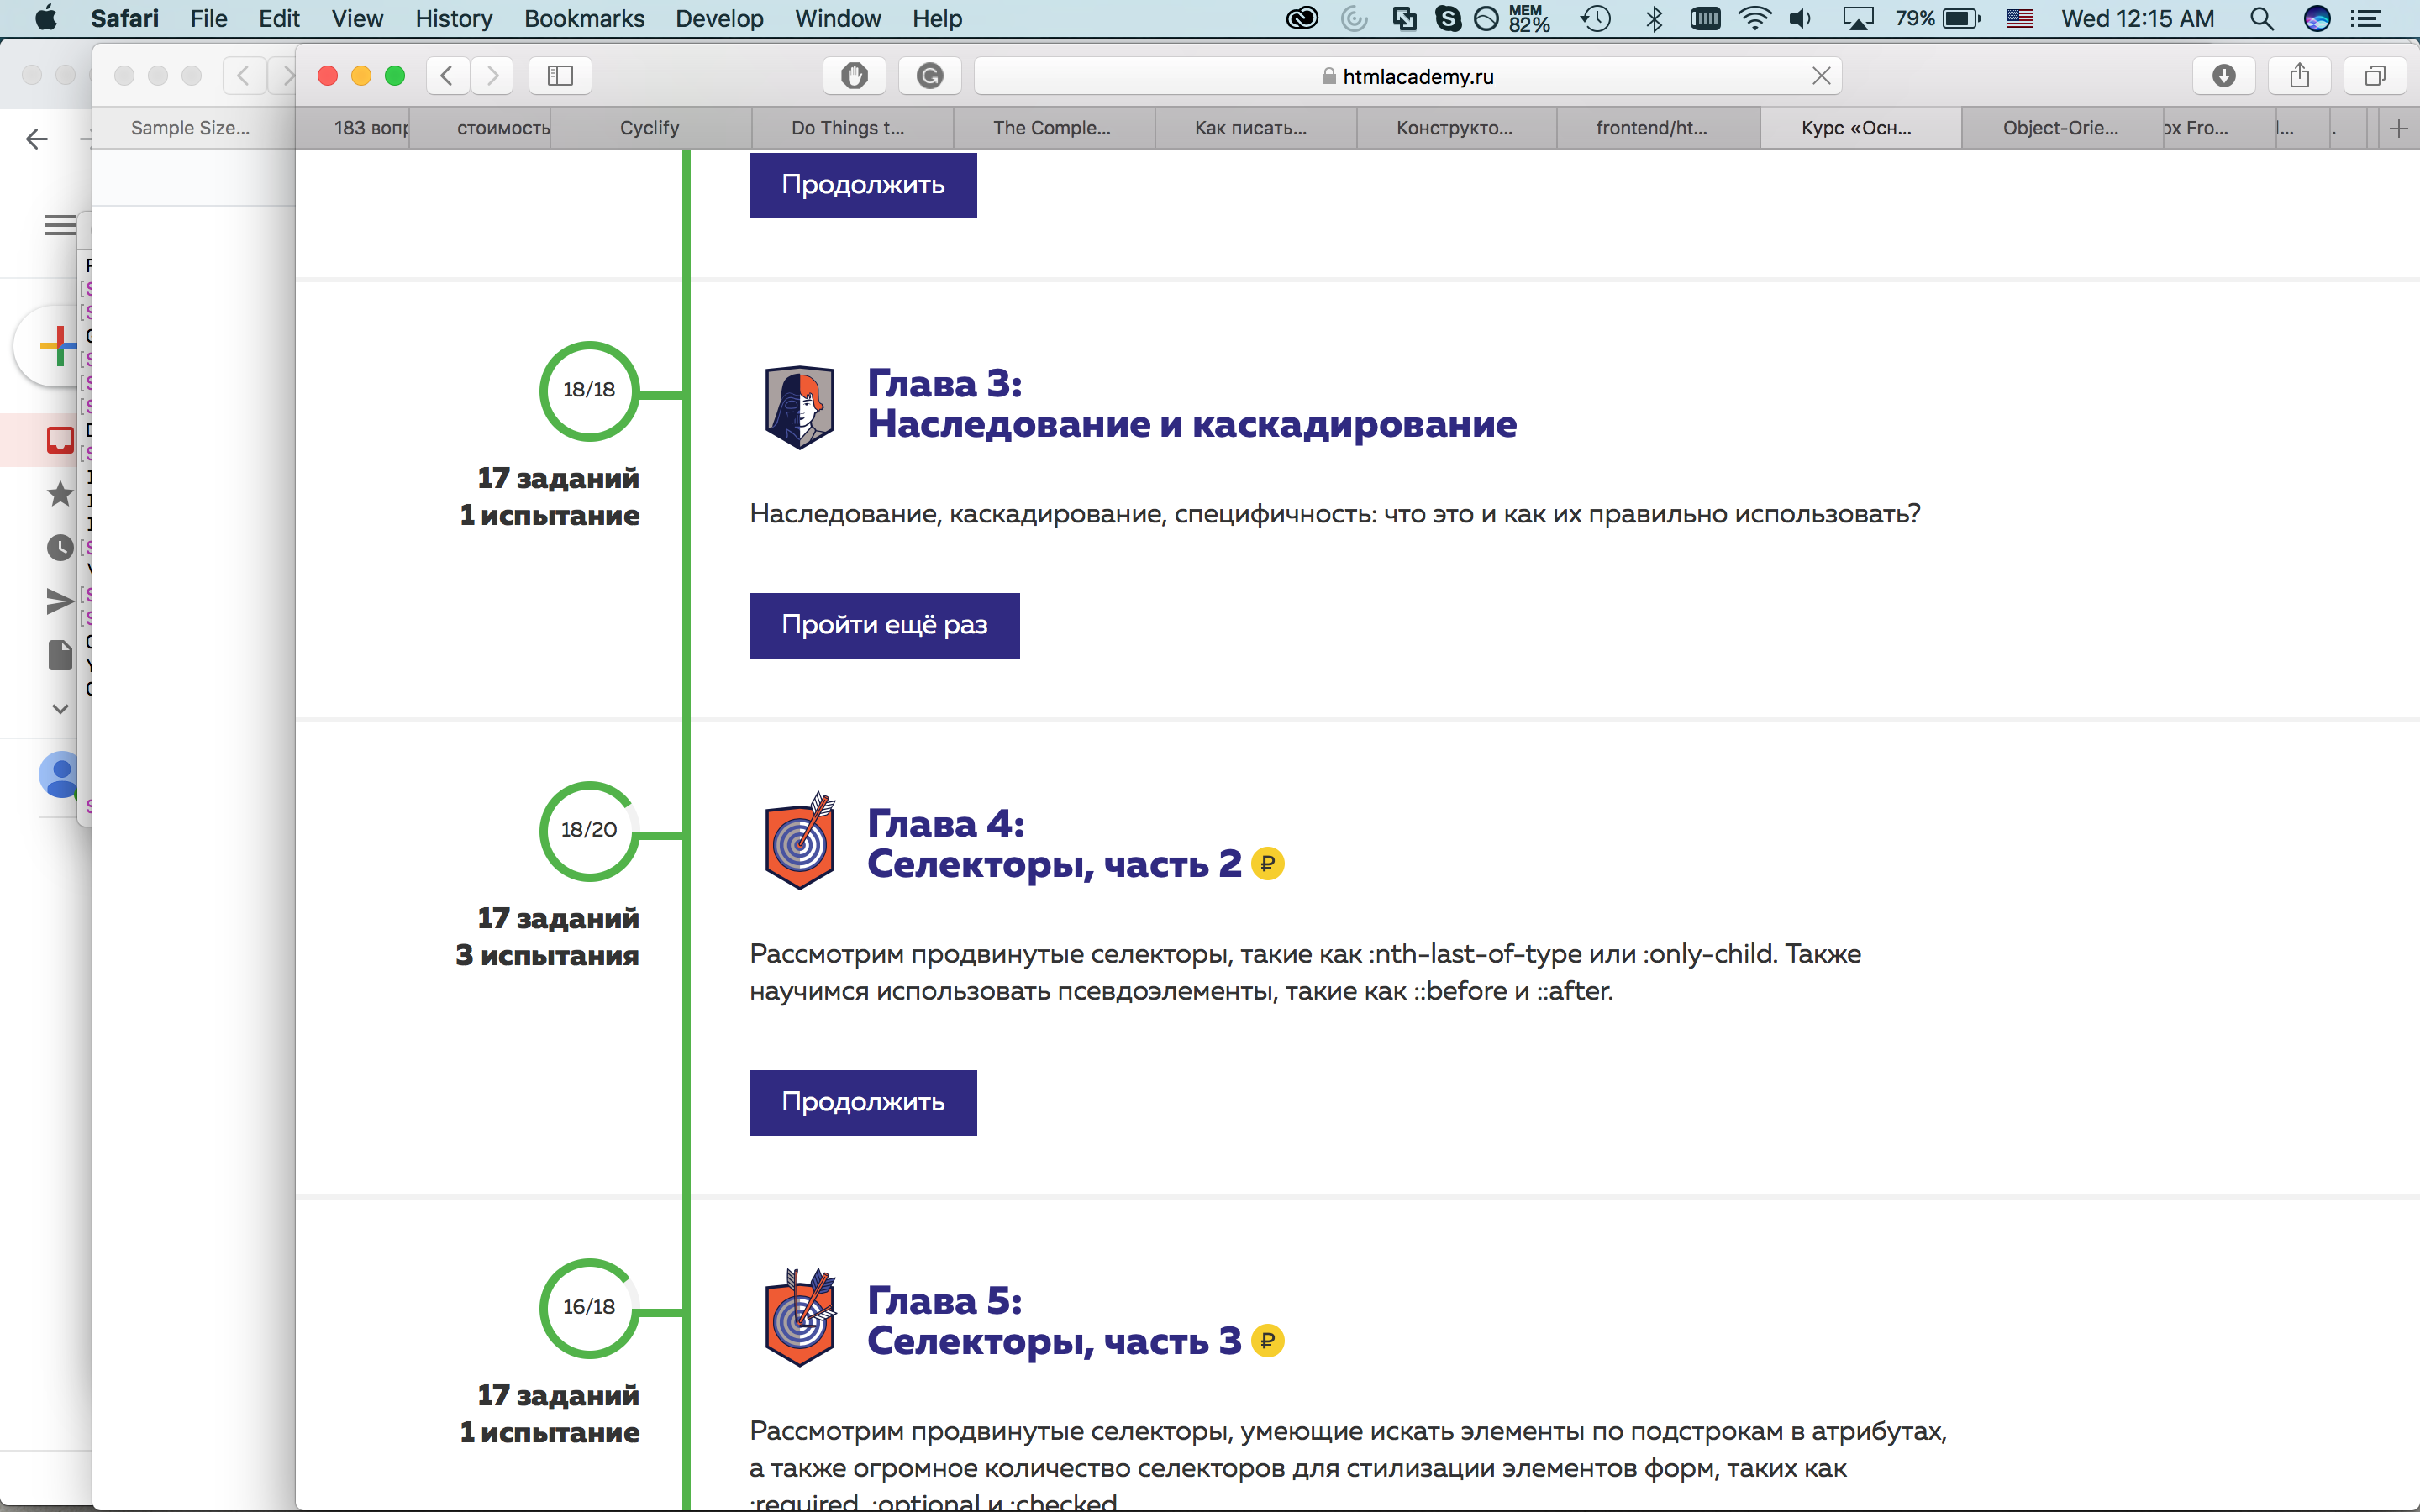 Safari File Edit View History Bookmarks Develop Window Help MEM 82% 79% Wed 12:15 AM
htmlacademy.ru
Sample Size... 183 вопр стоимость Cyclify Do Things t... The Comple... Как писать... Конструкто... frontend/ht... Курс «Осн... Object-Orie... ox Fro...
Продолжить
18/18
17 заданий
1 испытание
Глава 3:
Наследование и каскадирование
Наследование, каскадирование, специфичность: что это и как их правильно использовать?
Пройти ещё раз
18/20
17 заданий
3 испытания
Глава 4:
Селекторы, часть 2 ₽
Рассмотрим продвинутые селекторы, такие как :nth-last-of-type или :only-child. Также
научимся использовать псевдоэлементы, такие как ::before и ::after.
Продолжить
16/18
17 заданий
1 испытание
Глава 5:
Селекторы, часть 3 ₽
Рассмотрим продвинутые селекторы, умеющие искать элементы по подстрокам в атрибутах,
а также огромное количество селекторов для стилизации элементов форм, таких как
:required, :optional и :checked